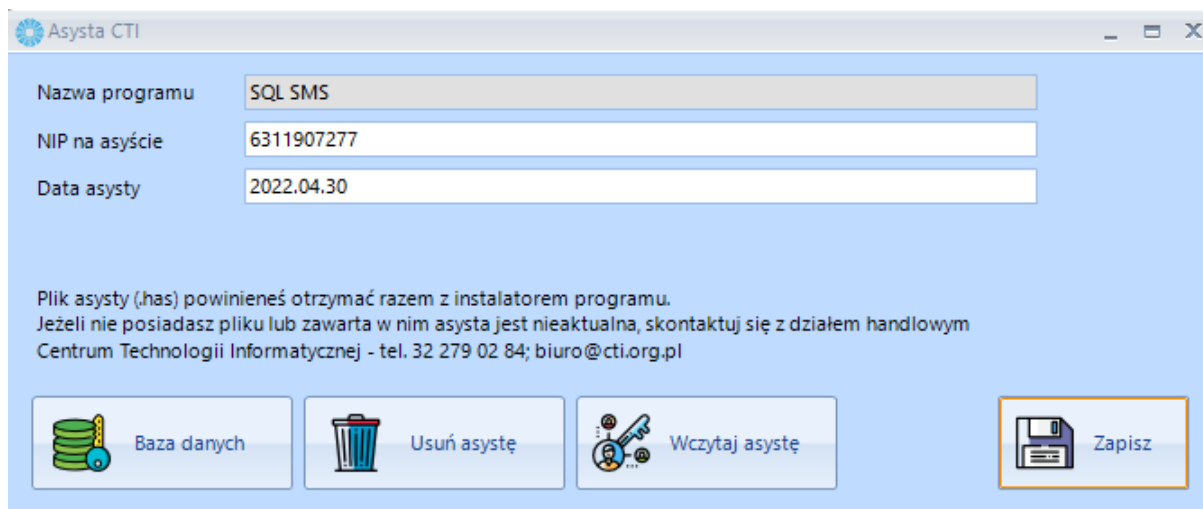 Asysta CTI
Nazwa programu SQL SMS
NIP na asyście 6311907277
Data asysty 2022.04.30
Plik asysty (.has) powinieneś otrzymać razem z instalatorem programu.
Jeżeli nie posiadasz pliku lub zawarta w nim asysta jest nieaktualna, skontaktuj się z działem handlowym
Centrum Technologii Informatycznej - tel. 32 279 02 84; biuro@cti.org.pl
Baza danych Usuń asystę Wczytaj asystę Zapisz